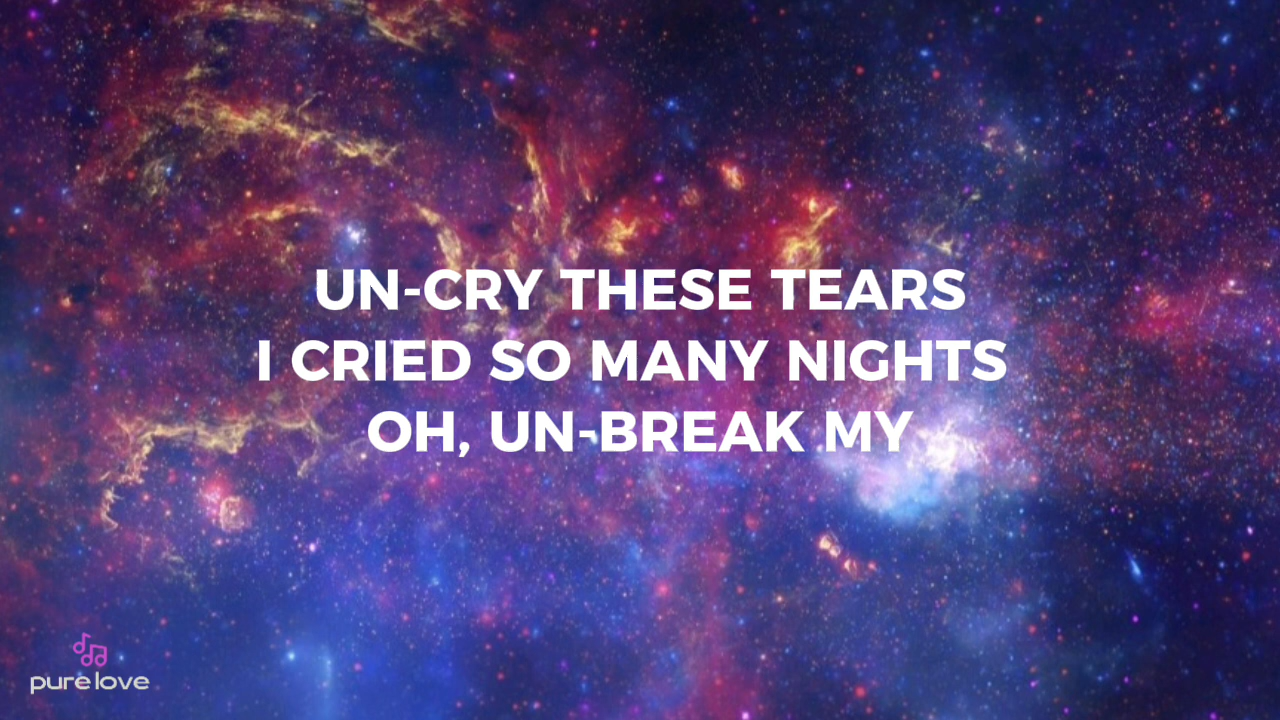 UN-CRY THESE TEARS
I CRIED SO MANY NIGHTS
OH, UN-BREAK MY
pure love